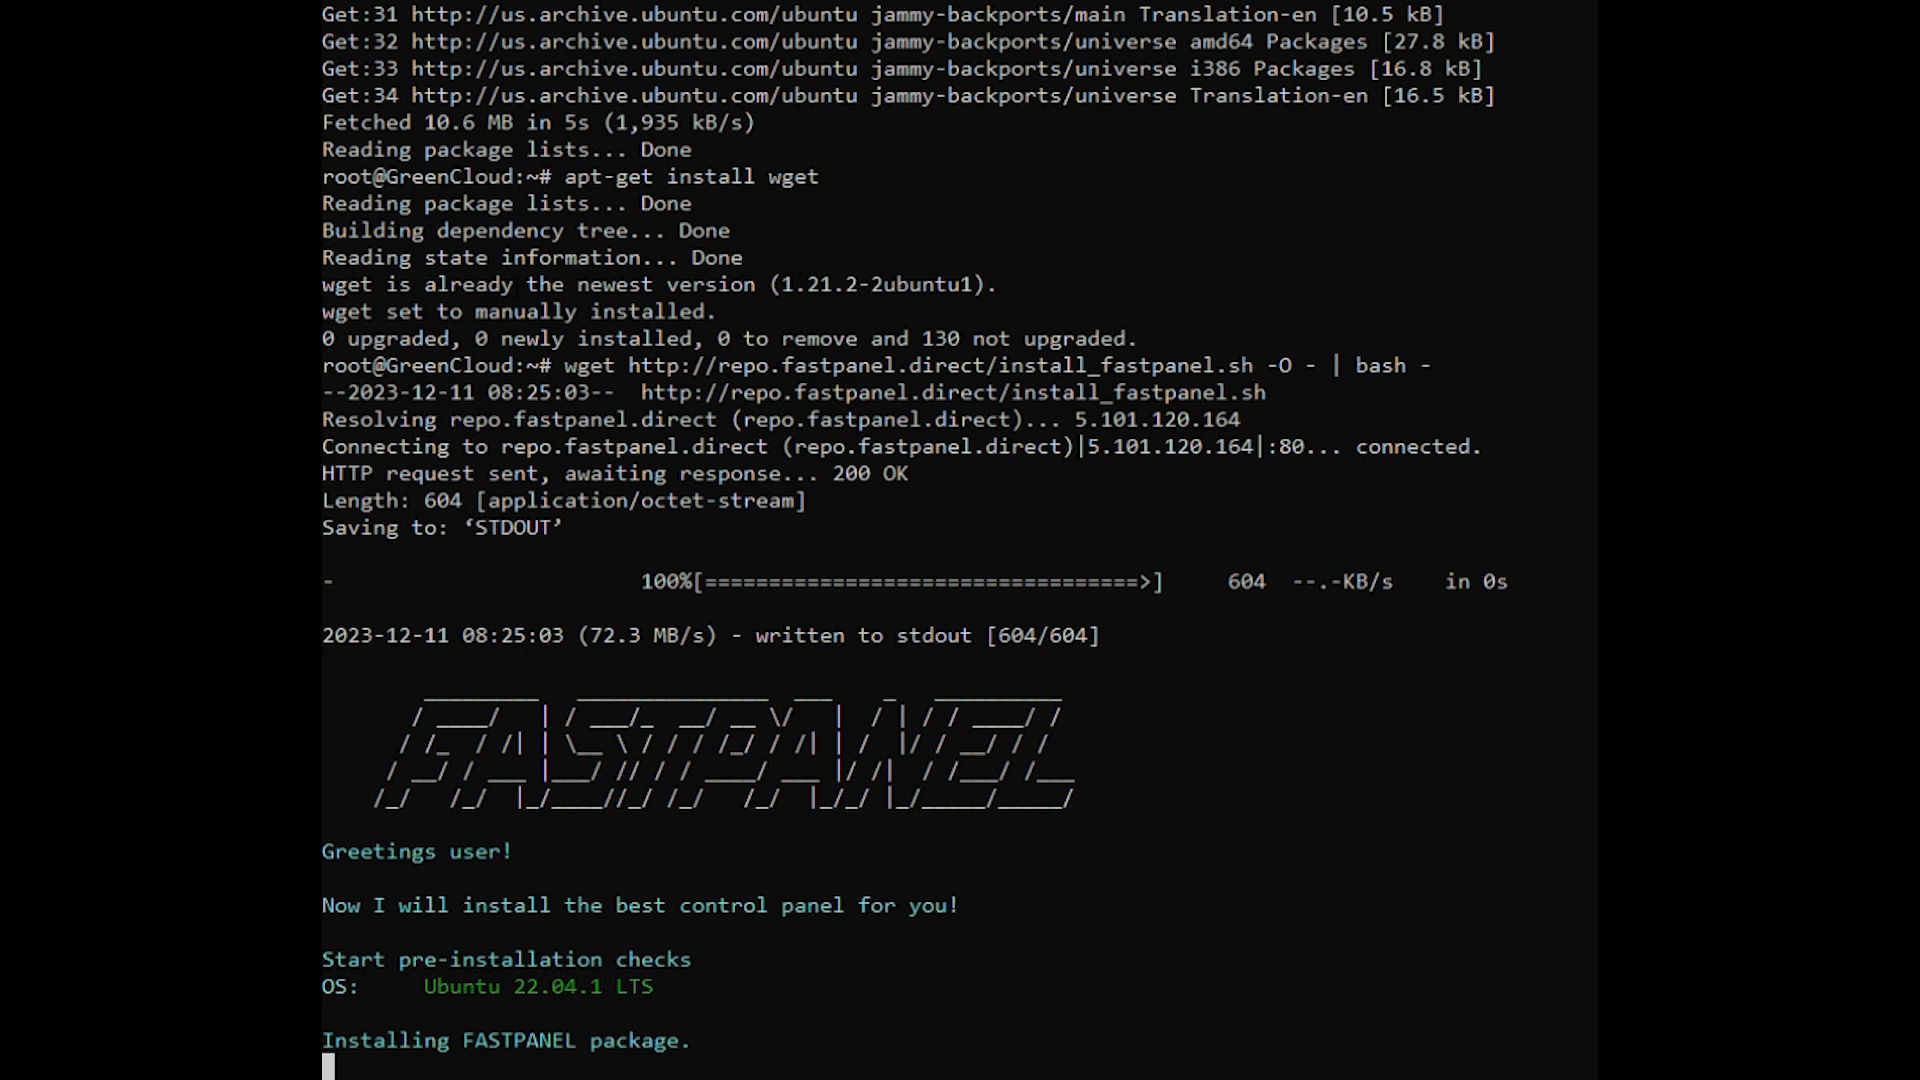 Get:31 http://us.archive.ubuntu.com/ubuntu jammy-backports/main Translation-en [10.5 kB]
Get:32 http://us.archive.ubuntu.com/ubuntu jammy-backports/universe amd64 Packages [27.8 kB]
Get:33 http://us.archive.ubuntu.com/ubuntu jammy-backports/universe i386 Packages [16.8 kB]
Get:34 http://us.archive.ubuntu.com/ubuntu jammy-backports/universe Translation-en [16.5 kB]
Fetched 10.6 MB in 5s (1,935 kB/s)
Reading package lists... Done
root@GreenCloud:~# apt-get install wget
Reading package lists... Done
Building dependency tree... Done
Reading state information... Done
wget is already the newest version (1.21.2-2ubuntu1).
wget set to manually installed.
0 upgraded, 0 newly installed, 0 to remove and 130 not upgraded.
root@GreenCloud:~# wget http://repo.fastpanel.direct/install_fastpanel.sh -O - | bash -
--2023-12-11 08:25:03--  http://repo.fastpanel.direct/install_fastpanel.sh
Resolving repo.fastpanel.direct (repo.fastpanel.direct)... 5.101.120.164
Connecting to repo.fastpanel.direct (repo.fastpanel.direct)|5.101.120.164|:80... connected.
HTTP request sent, awaiting response... 200 OK
Length: 604 [application/octet-stream]
Saving to: ‘STDOUT’
-                         100%[==================================>]     604  --.-KB/s    in 0s
2023-12-11 08:25:03 (72.3 MB/s) - written to stdout [604/604]
FASTPANEL
Greetings user!
Now I will install the best control panel for you!
Start pre-installation checks
OS:     Ubuntu 22.04.1 LTS
Installing FASTPANEL package.